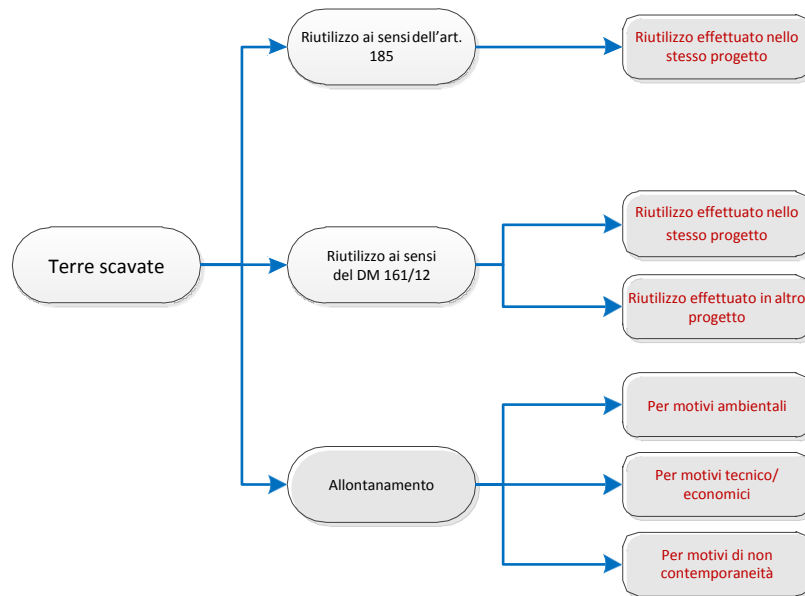 Riutilizzo ai sensi dell'art.
185
Riutilizzo effettuato nello
stesso progetto
Terre scavate
Riutilizzo ai sensi
del DM 161/12
Riutilizzo effettuato nello
stesso progetto
Riutilizzo effettuato in altro
progetto
Allontanamento
Per motivi ambientali
Per motivi tecnico/
economici
Per motivi di non
contemporaneità